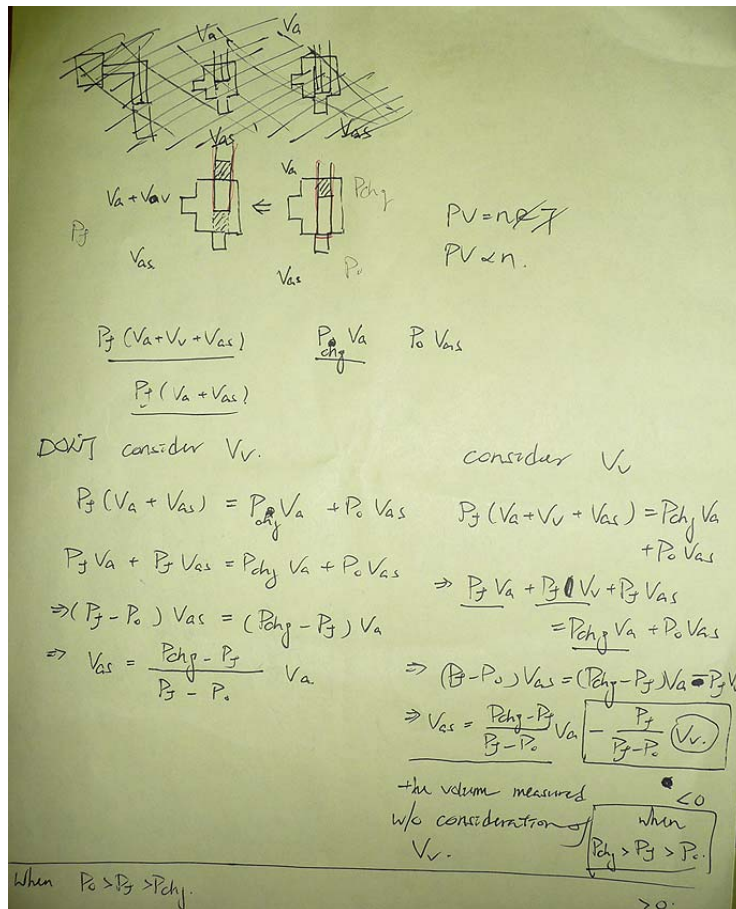 Va Va
Vas Vas
Va + Vav ⇐ Va Pchg
Pf Vas Vas Po
PV = nRT
PV ∝ n.
Pf (Va+Vv+Vas) Pchg Va Po Vas
Pf (Va + Vas)
DON'T consider Vv.
Pf (Va + Vas) = Pchg Va + Po Vas
Pf Va + Pf Vas = Pchg Va + Po Vas
⇒ (Pf - Po) Vas = (Pchg - Pf) Va
⇒ Vas = (Pchg - Pf) / (Pf - Po) Va
consider Vv
Pf (Va+Vv+Vas) = Pchg Va
+ Po Vas
⇒ Pf Va + Pf Vv + Pf Vas
= Pchg Va + Po Vas
⇒ (Pf - Po) Vas = (Pchg - Pf) Va - Pf V
⇒ Vas = (Pchg - Pf) / (Pf - Po) Va - Pf / (Pf - Po) Vv.
the volume measured
w/o consideration of
Vv.
<0
when
Pchg > Pf > Po.
When Po > Pf > Pchg.
>0.